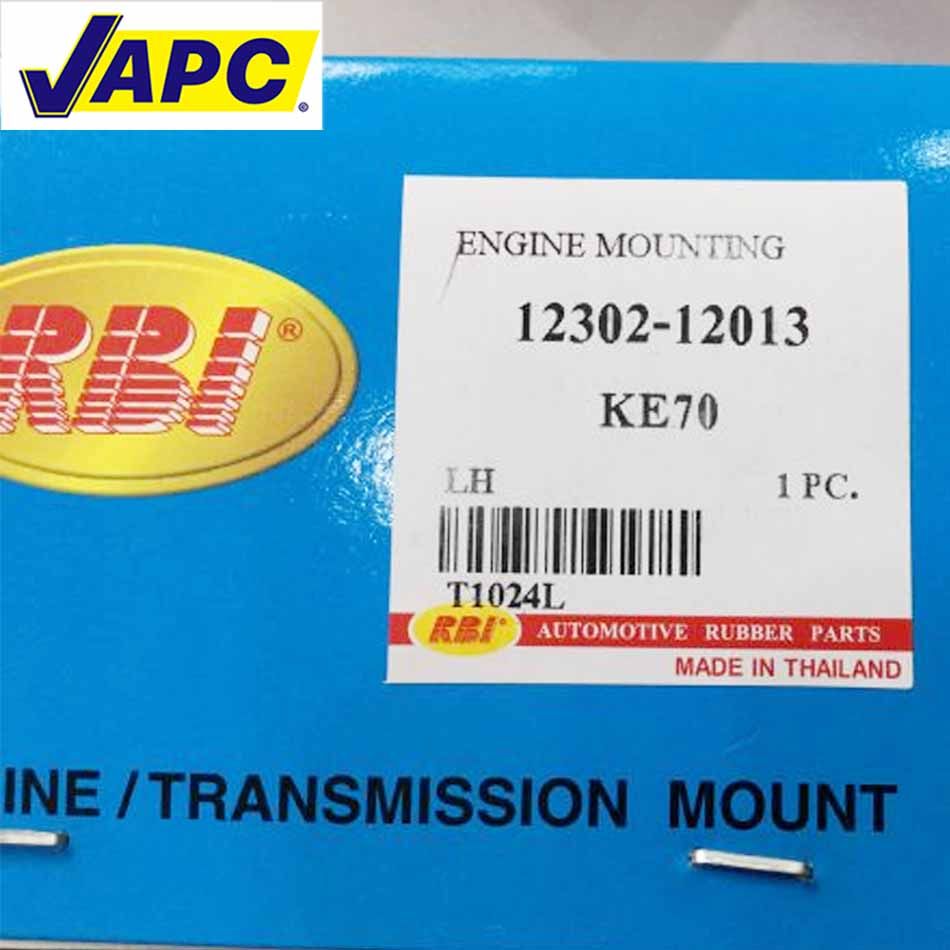 JAPC®
ENGINE MOUNTING
12302-12013
KE70
RBI®
LH 1 PC.
T1024L
RBI® AUTOMOTIVE RUBBER PARTS
MADE IN THAILAND
INE / TRANSMISSION MOUNT